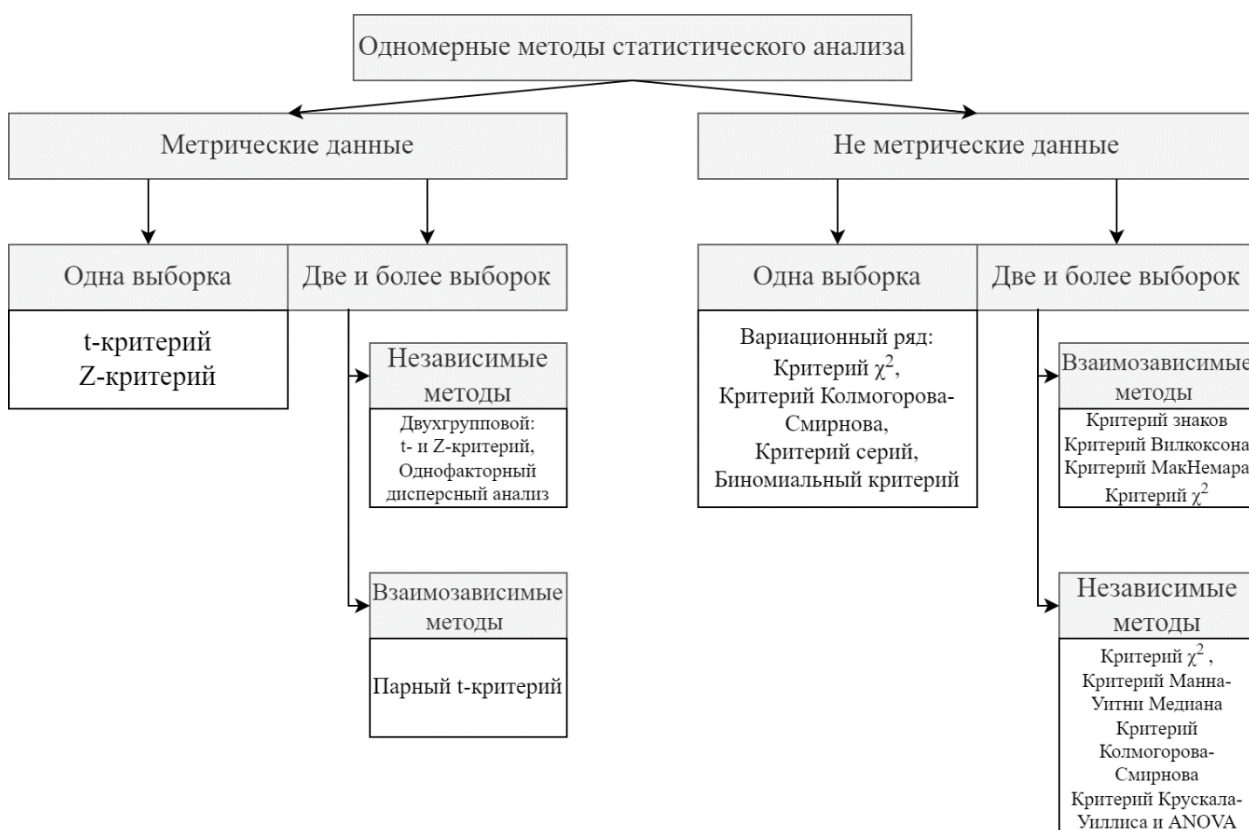 Одномерные методы статистического анализа
Метрические данные
Не метрические данные
Одна выборка
Две и более выборок
Одна выборка
Две и более выборок
t-критерий
Z-критерий
Независимые
методы
Двухгрупповой:
t- и Z-критерий,
Однофакторный
дисперсный анализ
Взаимозависимые
методы
Парный t-критерий
Вариационный ряд:
Критерий χ²,
Критерий Колмогорова-
Смирнова,
Критерий серий,
Биномиальный критерий
Взаимозависимые
методы
Критерий знаков
Критерий Вилкоксона
Критерий МакНемара
Критерий χ²
Независимые
методы
Критерий χ² ,
Критерий Манна-
Уитни Медиана
Критерий
Колмогорова-
Смирнова
Критерий Крускала-
Уиллиса и ANOVA